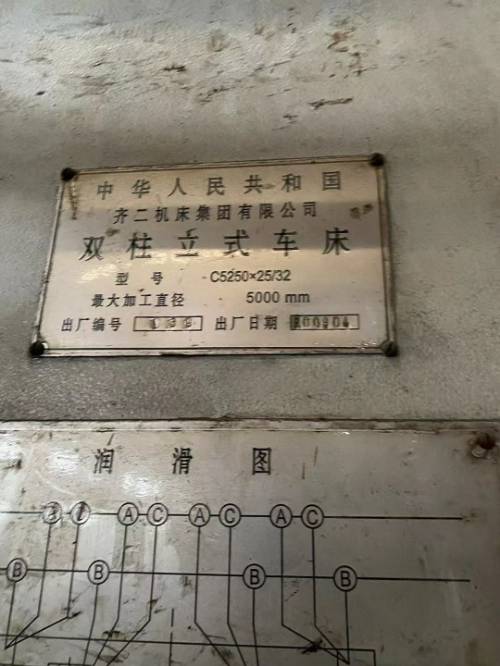 中华人民共和国
齐二机床集团有限公司
双柱立式车床
型号 C5250×25/32
最大加工直径 5000 mm
出厂编号 出厂日期
润滑图
A C A C A C
B B B B